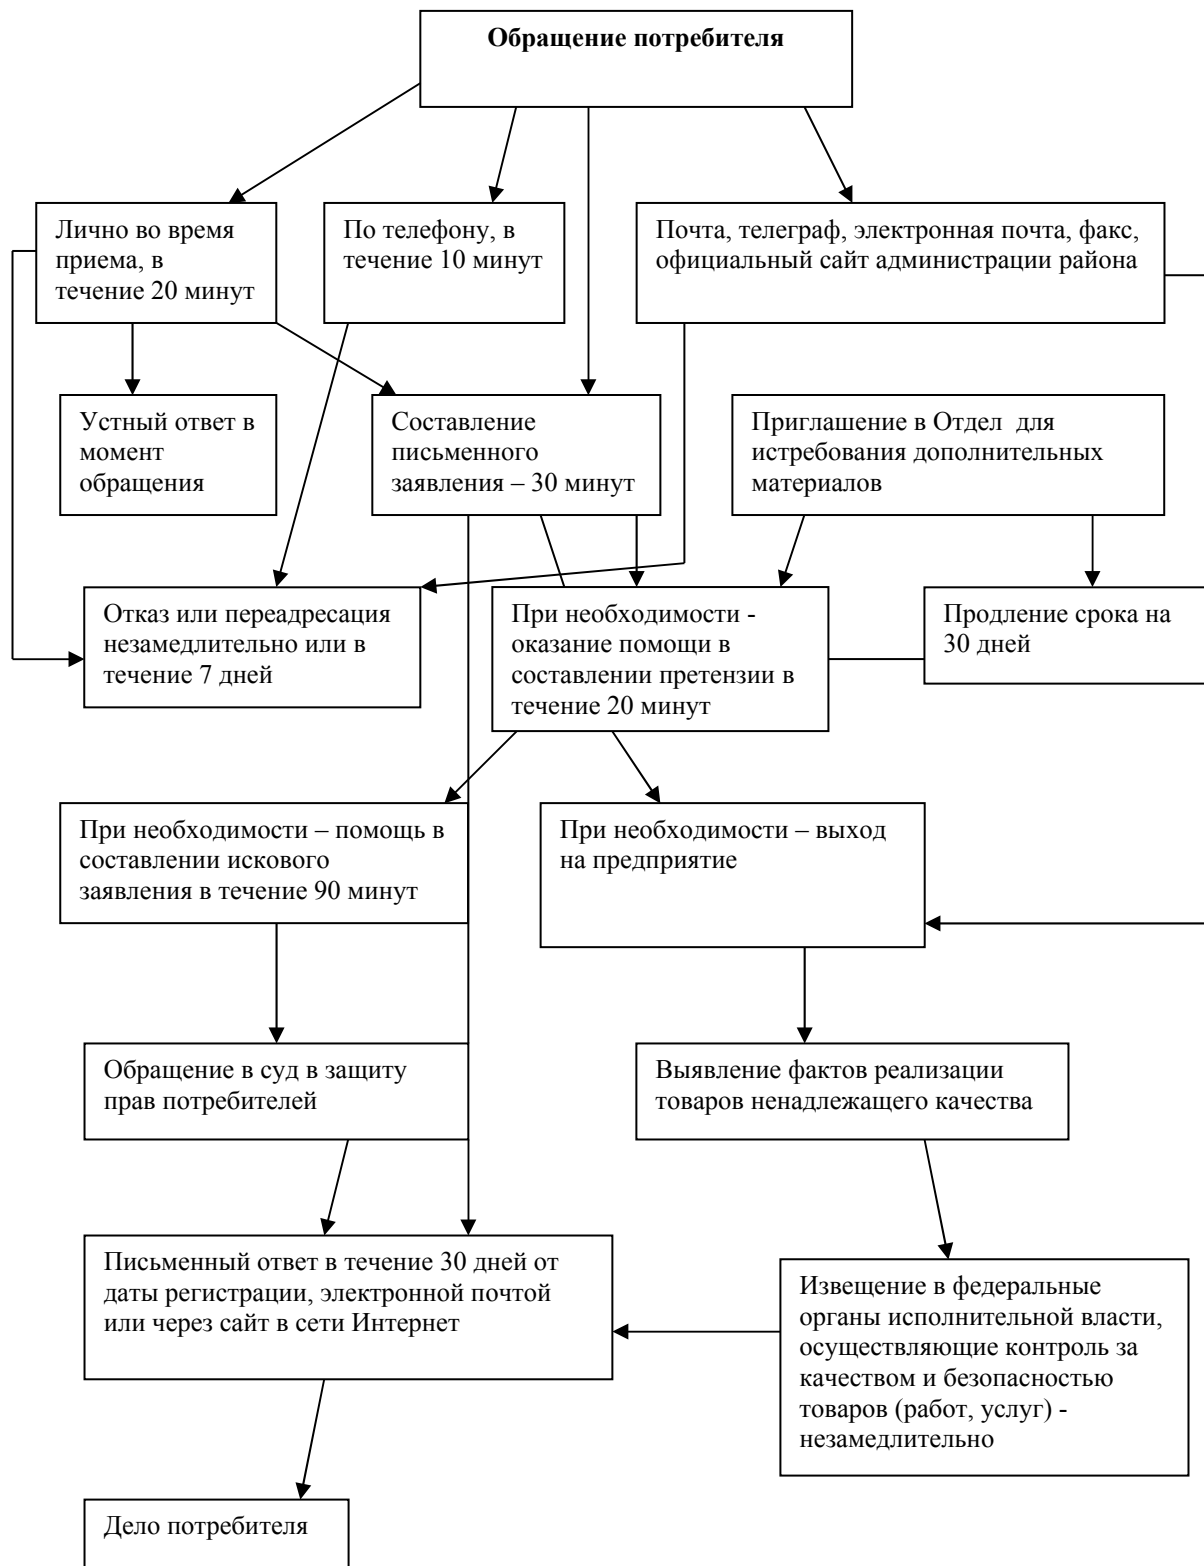 Обращение потребителя
Лично во время
приема, в
течение 20 минут
По телефону, в
течение 10 минут
Почта, телеграф, электронная почта, факс,
официальный сайт администрации района
Устный ответ в
момент
обращения
Составление
письменного
заявления – 30 минут
Приглашение в Отдел для
истребования дополнительных
материалов
Отказ или переадресация
незамедлительно или в
течение 7 дней
При необходимости -
оказание помощи в
составлении претензии в
течение 20 минут
Продление срока на
30 дней
При необходимости – помощь в
составлении искового
заявления в течение 90 минут
При необходимости – выход
на предприятие
Обращение в суд в защиту
прав потребителей
Выявление фактов реализации
товаров ненадлежащего качества
Письменный ответ в течение 30 дней от
даты регистрации, электронной почтой
или через сайт в сети Интернет
Извещение в федеральные
органы исполнительной власти,
осуществляющие контроль за
качеством и безопасностью
товаров (работ, услуг) -
незамедлительно
Дело потребителя